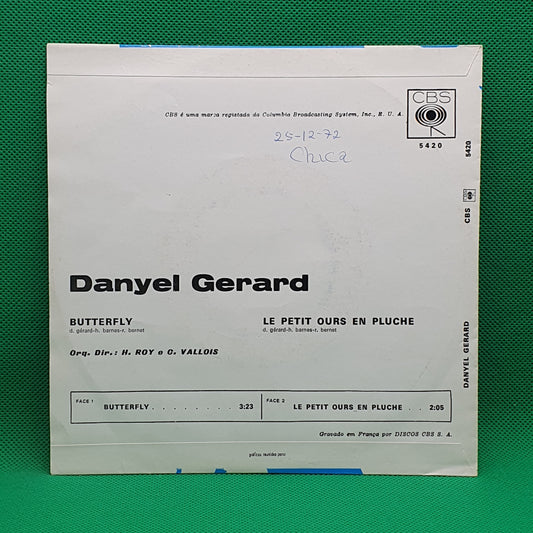 CBS é uma marca registada da Columbia Broadcasting System, Inc., E. U. A.
CBS
5420
25-12-72
Chica
5420
CBS
DANYEL GERARD
Danyel Gerard
BUTTERFLY
d. gérard-h. barnes-r. bernet
LE PETIT OURS EN PLUCHE
d. gérard-h. barnes-r. bernet
Orq. Dir.: H. ROY e C. VALLOIS
FACE 1
BUTTERFLY . . . . . . . . 3:23
FACE 2
LE PETIT OURS EN PLUCHE . . 2:05
Gravado em França por DISCOS CBS S. A.